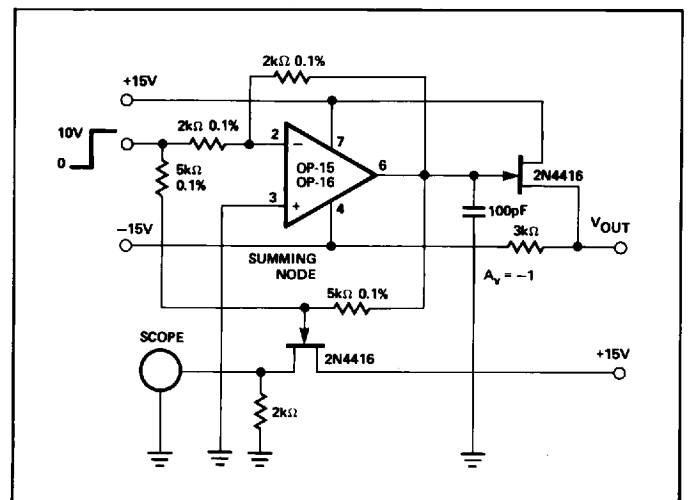 2kΩ 0.1%
+15V
10V
0
2kΩ 0.1%
2
7
−
OP-15
OP-16
6
2N4416
5kΩ
0.1%
3
+
4
100pF
−15V
3kΩ
VOUT
SUMMING
NODE
Av = −1
5kΩ 0.1%
SCOPE
2N4416
+15V
2kΩ